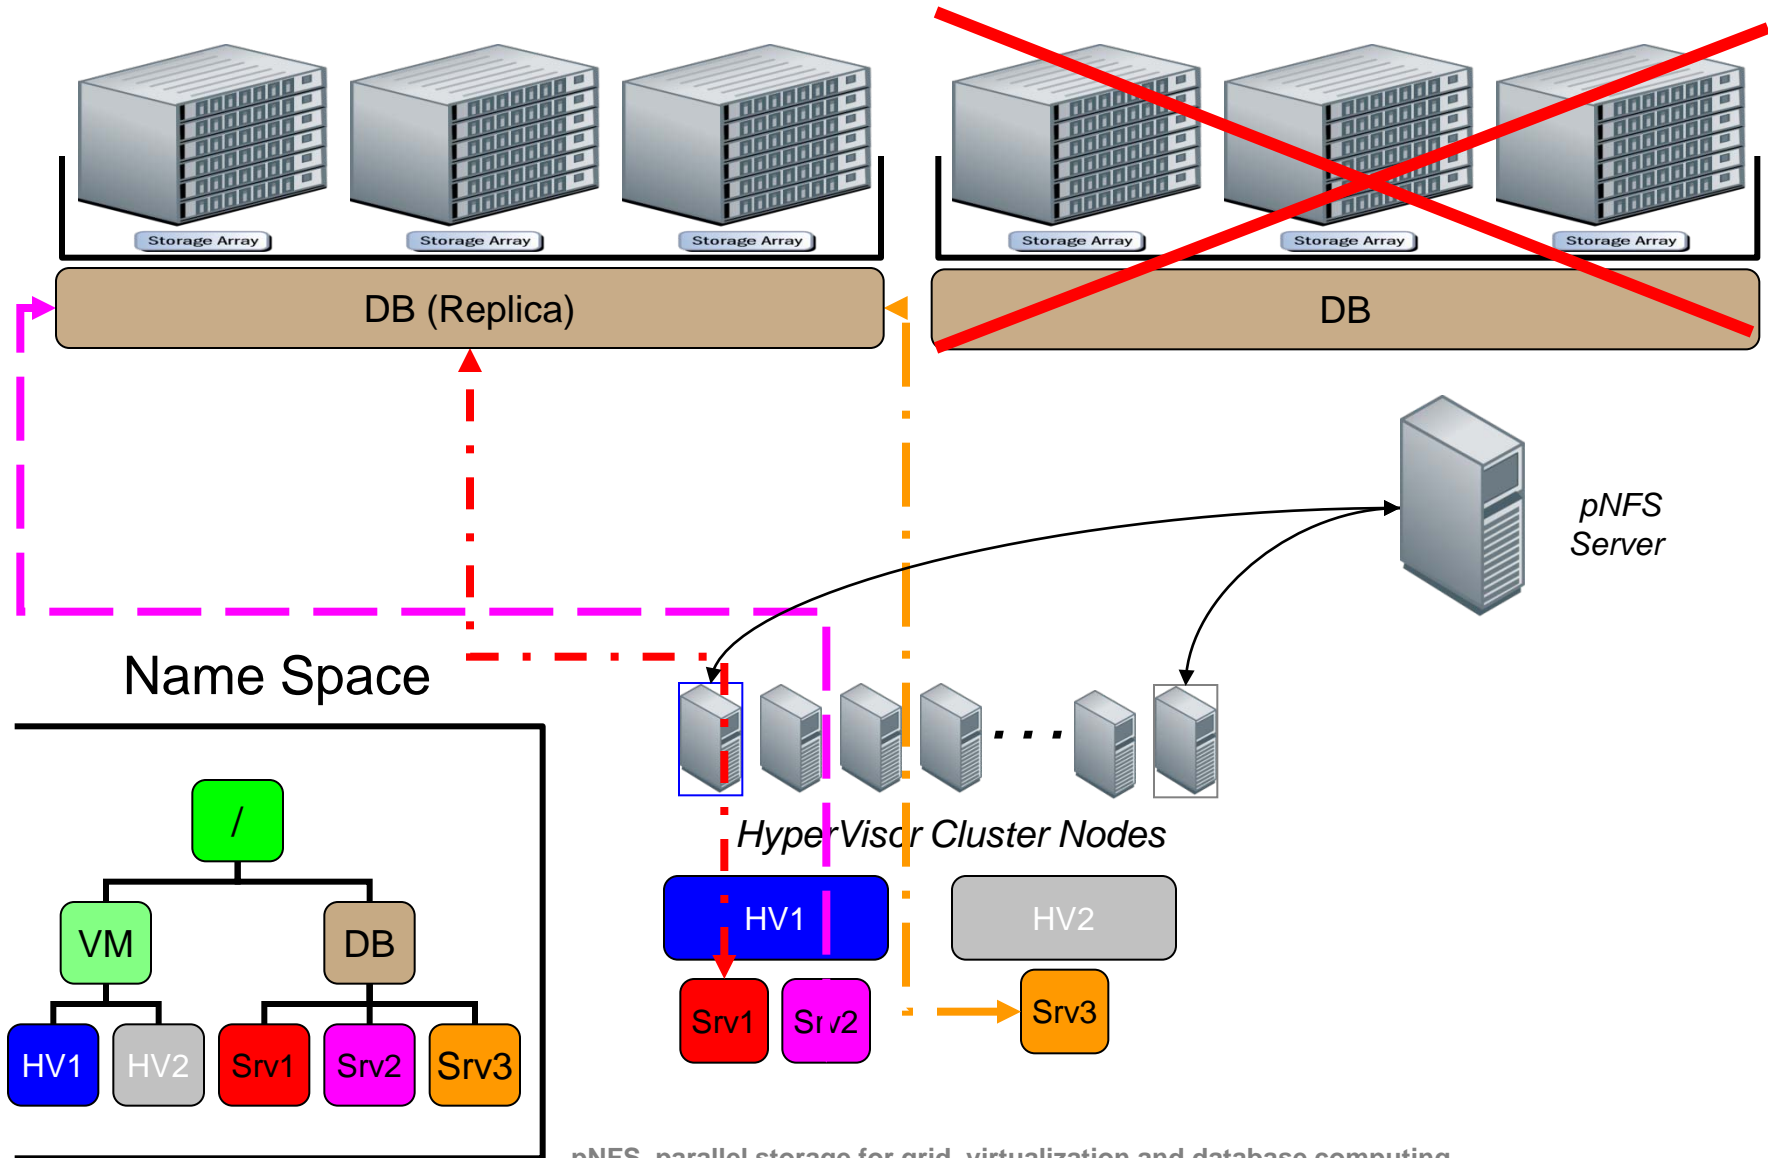 Storage Array
Storage Array
Storage Array
Storage Array
Storage Array
Storage Array
DB (Replica)
DB
pNFS
Server
Name Space
. . .
HyperVisor Cluster Nodes
/
VM
DB
HV1
HV2
Srv1
Srv2
Srv3
HV1
HV2
Srv1
Srv2
Srv3
pNFS, parallel storage for grid, virtualization and database computing